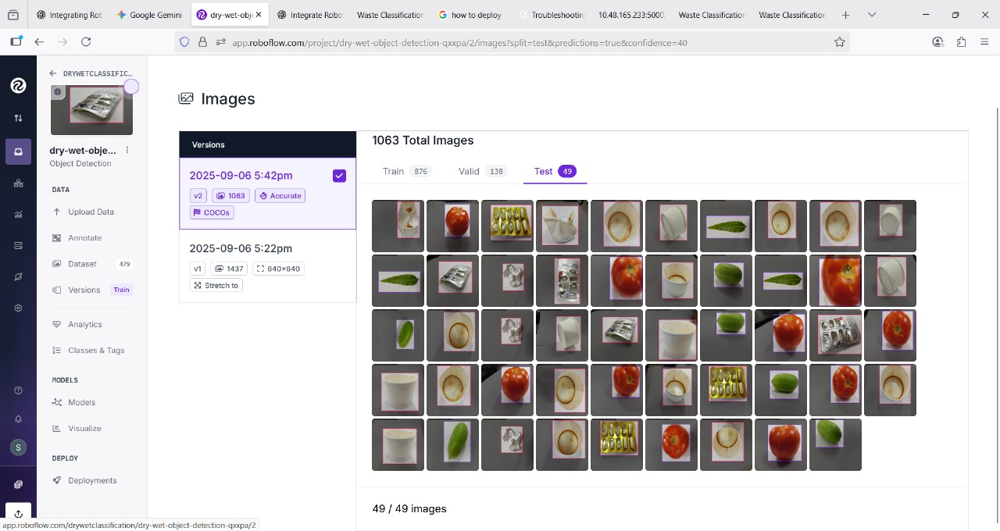 Integrating Rob
Google Gemini
dry-wet-obje
Integrate Robo
Waste Classification
how to deploy
Troubleshootin
10.48.165.233:5000,
Waste Classification
Waste Classification
app.roboflow.com/project/dry-wet-object-detection-qxxpa/2/images?split=test&predictions=true&confidence=40
DRYWETCLASSIFIC...
dry-wet-obje...
Object Detection
DATA
Upload Data
Annotate
Dataset 479
Versions Train
Analytics
Classes & Tags
MODELS
Models
Visualize
DEPLOY
Deployments
S
Images
Versions
2025-09-06 5:42pm
v2 1063 Accurate
COCOs
2025-09-06 5:22pm
v1 1437 640×640
Stretch to
1063 Total Images
Train 876 Valid 138 Test 49
49 / 49 images
app.roboflow.com/drywetclassification/dry-wet-object-detection-qxxpa/2